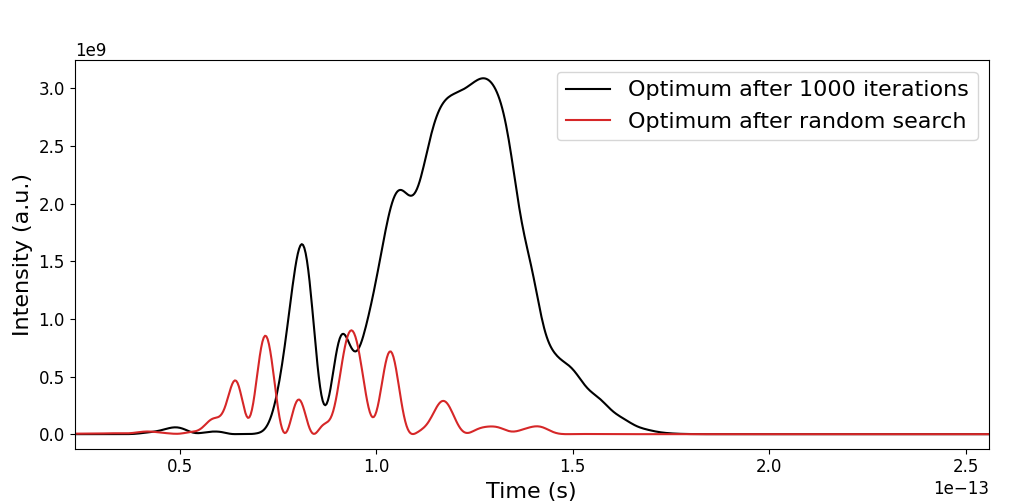 1e9
3.0
2.5
2.0
1.5
1.0
0.5
0.0
Intensity (a.u.)
Optimum after 1000 iterations
Optimum after random search
0.5
1.0
1.5
2.0
2.5
1e−13
Time (s)